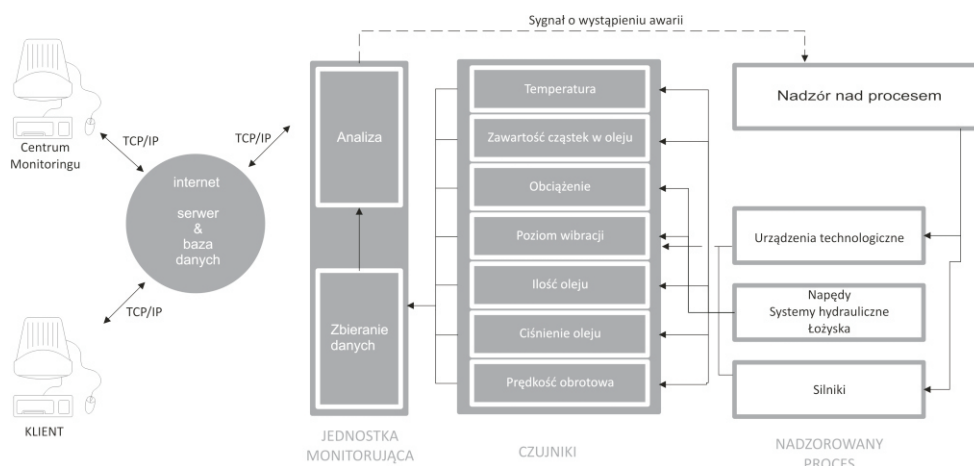 Sygnał o wystąpieniu awarii
TCP/IP
Centrum
Monitoringu
TCP/IP
internet
serwer
&
baza
danych
TCP/IP
KLIENT
Analiza
Zbieranie
danych
JEDNOSTKA
MONITORUJĄCA
Temperatura
Zawartość cząstek w oleju
Obciążenie
Poziom wibracji
Ilość oleju
Ciśnienie oleju
Prędkość obrotowa
CZUJNIKI
Nadzór nad procesem
Urządzenia technologiczne
Napędy
Systemy hydrauliczne
Łożyska
Silniki
NADZOROWANY
PROCES